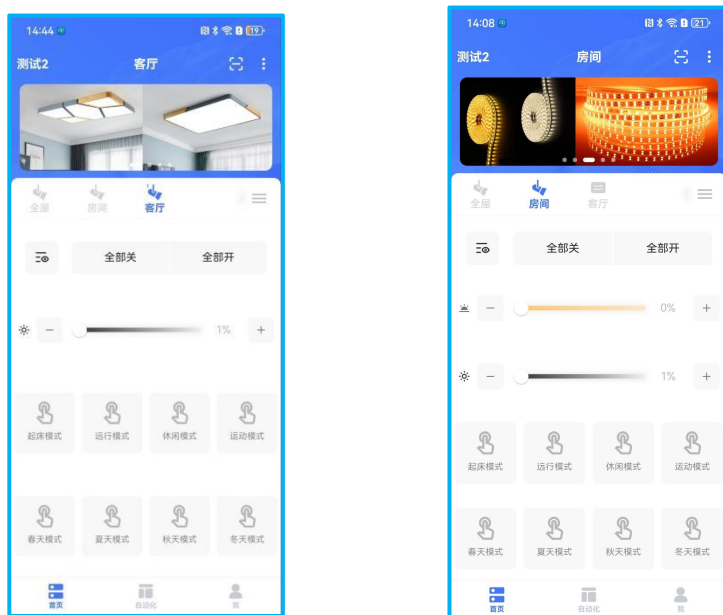 14:44
19
测试2
客厅
全屋
房间
客厅
全部关
全部开
1%
起床模式
远行模式
休闲模式
运动模式
春天模式
夏天模式
秋天模式
冬天模式
首页
自动化
我
14:08
21
测试2
房间
全屋
房间
客厅
全部关
全部开
0%
1%
起床模式
远行模式
休闲模式
运动模式
春天模式
夏天模式
秋天模式
冬天模式
首页
自动化
我